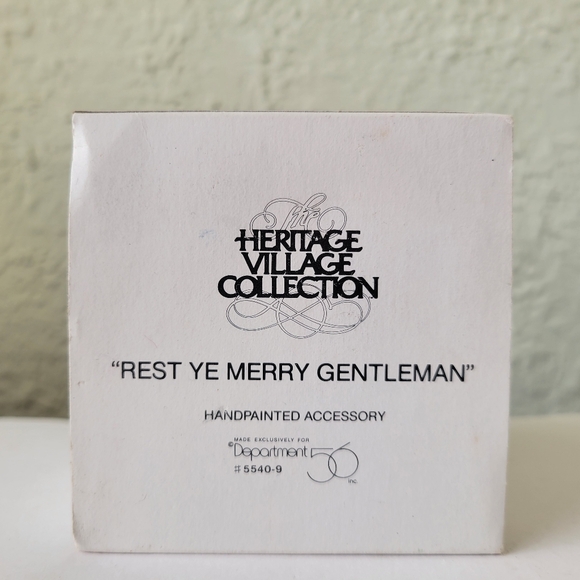 The
HERITAGE
VILLAGE
COLLECTION
"REST YE MERRY GENTLEMAN"
HANDPAINTED ACCESSORY
MADE EXCLUSIVELY FOR
©Department 56 inc.
# 5540-9